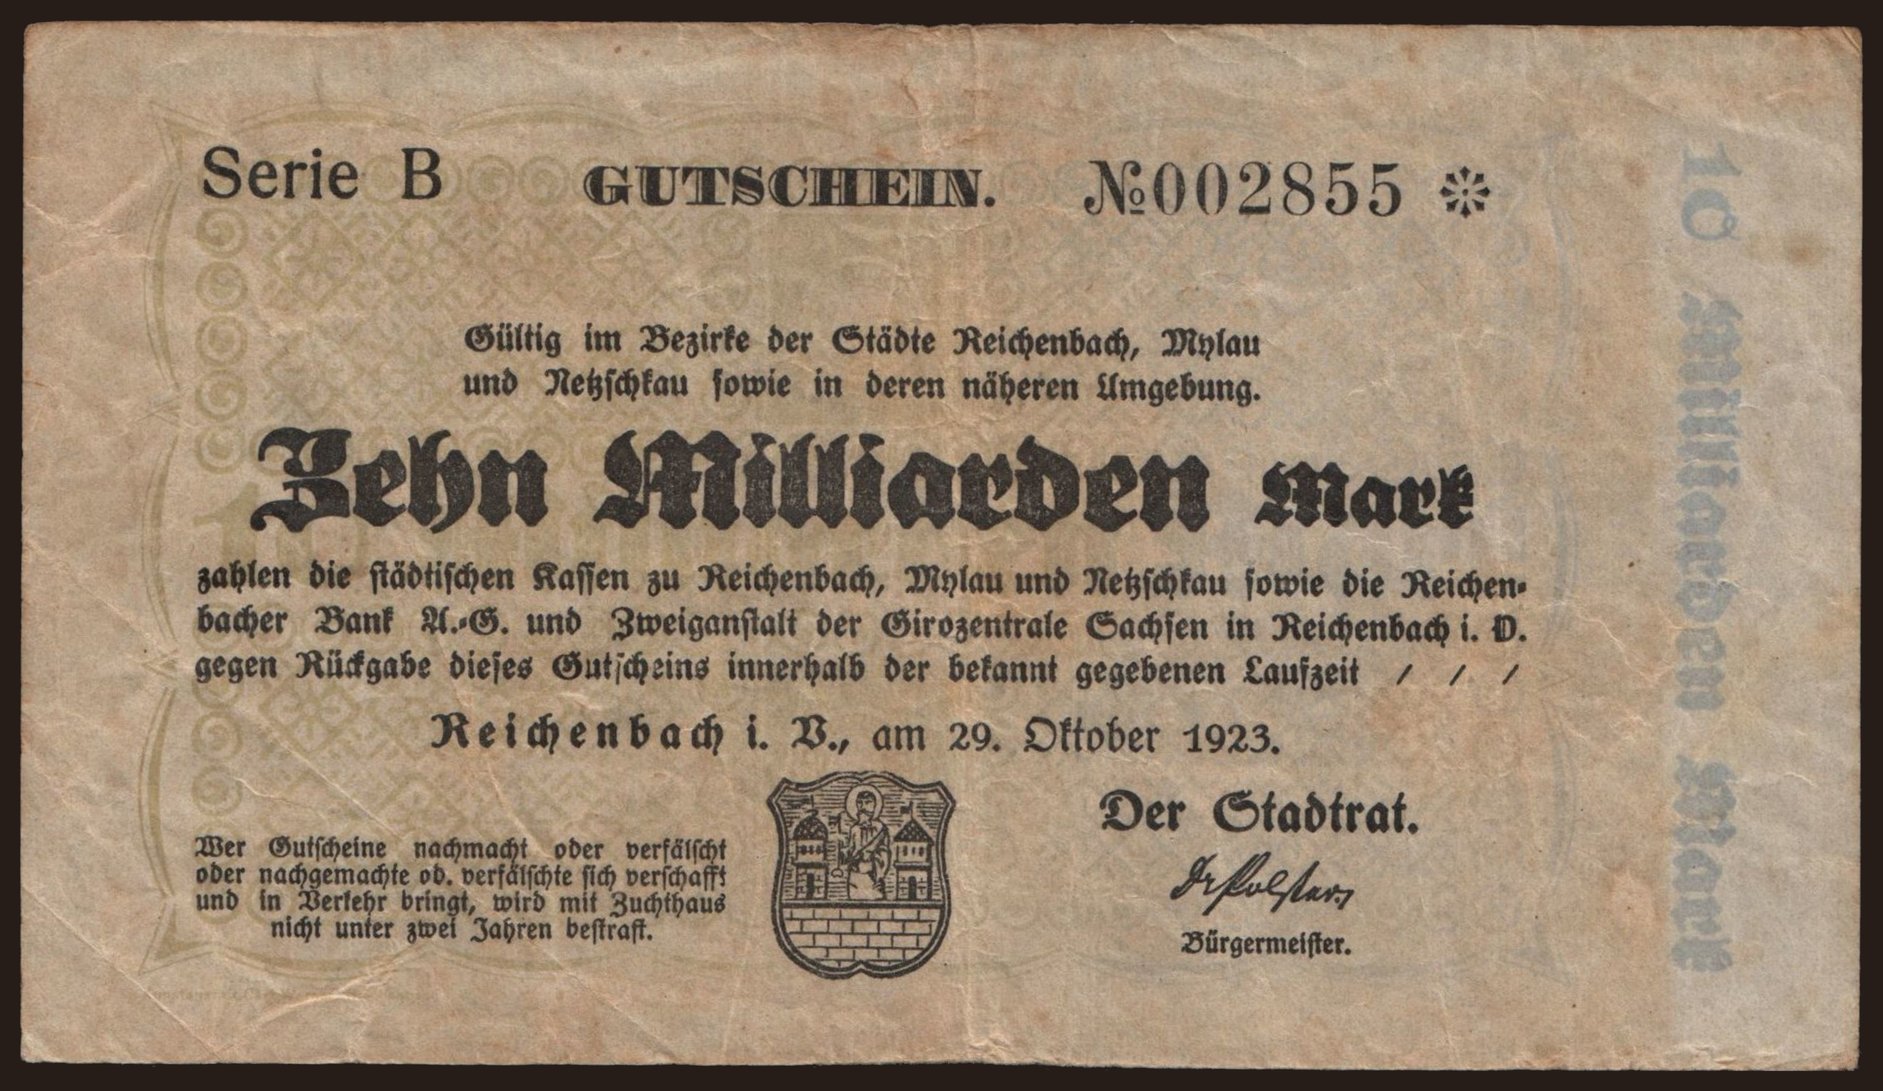 Serie B GUTSCHEIN. №002855
Gültig im Bezirke der Städte Reichenbach, Mylau
und Netzschkau sowie in deren näheren Umgebung.
Zehn Milliarden Mark
zahlen die städtischen Kassen zu Reichenbach, Mylau und Netzschkau sowie die Reichen-
bacher Bank A.-G. und Zweiganstalt der Girozentrale Sachsen in Reichenbach i. V.
gegen Rückgabe dieses Gutscheins innerhalb der bekannt gegebenen Laufzeit / / /
Reichenbach i. V., am 29. Oktober 1923.
Der Stadtrat.
Dr Polster
Bürgermeister.
Wer Gutscheine nachmacht oder verfälscht
oder nachgemachte od. verfälschte sich verschafft
und in Verkehr bringt, wird mit Zuchthaus
nicht unter zwei Jahren bestraft.
10 Milliarden Mark